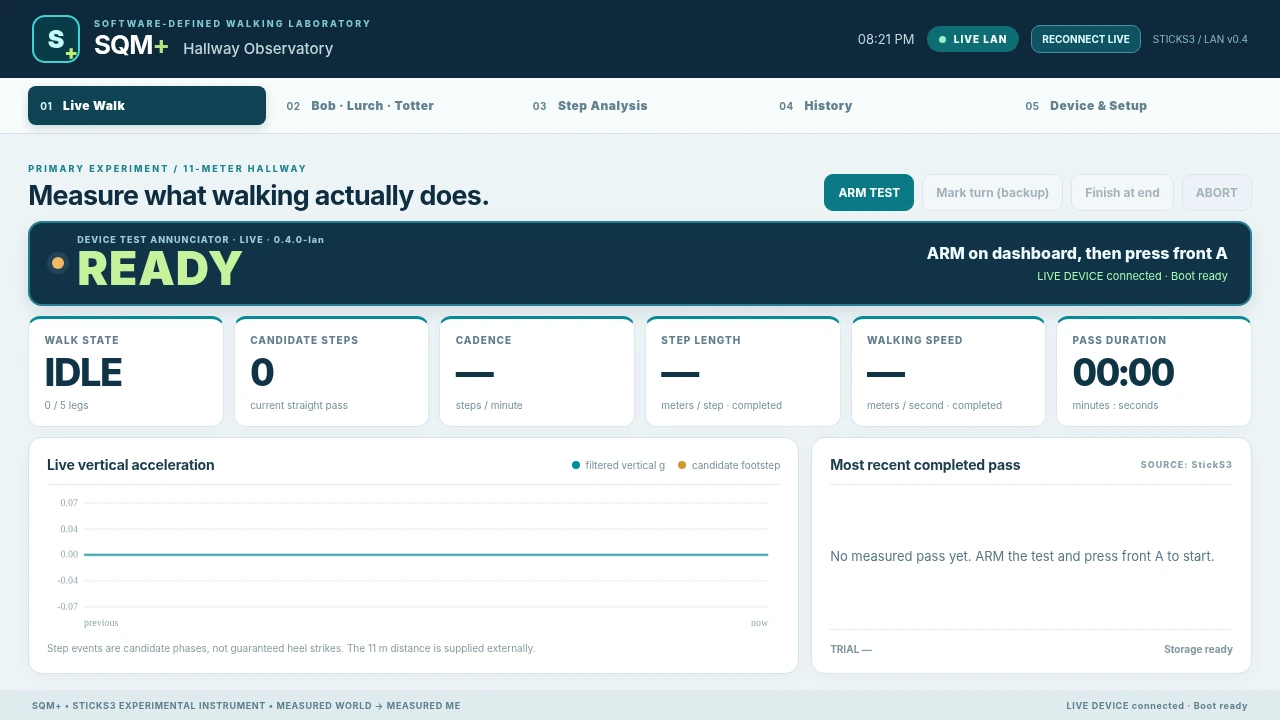 S+
SOFTWARE-DEFINED WALKING LABORATORY
SQM+ Hallway Observatory
08:21 PM
LIVE LAN
RECONNECT LIVE
STICKS3 / LAN v0.4
01 Live Walk
02 Bob · Lurch · Totter
03 Step Analysis
04 History
05 Device & Setup
PRIMARY EXPERIMENT / 11-METER HALLWAY
Measure what walking actually does.
ARM TEST
Mark turn (backup)
Finish at end
ABORT
DEVICE TEST ANNUNCIATOR · LIVE · 0.4.0-lan
READY
ARM on dashboard, then press front A
LIVE DEVICE connected · Boot ready
WALK STATE
IDLE
0 / 5 legs
CANDIDATE STEPS
0
current straight pass
CADENCE
—
steps / minute
STEP LENGTH
—
meters / step · completed
WALKING SPEED
—
meters / second · completed
PASS DURATION
00:00
minutes : seconds
Live vertical acceleration
filtered vertical g
candidate footstep
0.07
0.04
0.00
-0.04
-0.07
previous
now
Step events are candidate phases, not guaranteed heel strikes. The 11 m distance is supplied externally.
Most recent completed pass
SOURCE: StickS3
No measured pass yet. ARM the test and press front A to start.
TRIAL —
Storage ready
SQM+ • STICKS3 EXPERIMENTAL INSTRUMENT • MEASURED WORLD → MEASURED ME
LIVE DEVICE connected · Boot ready